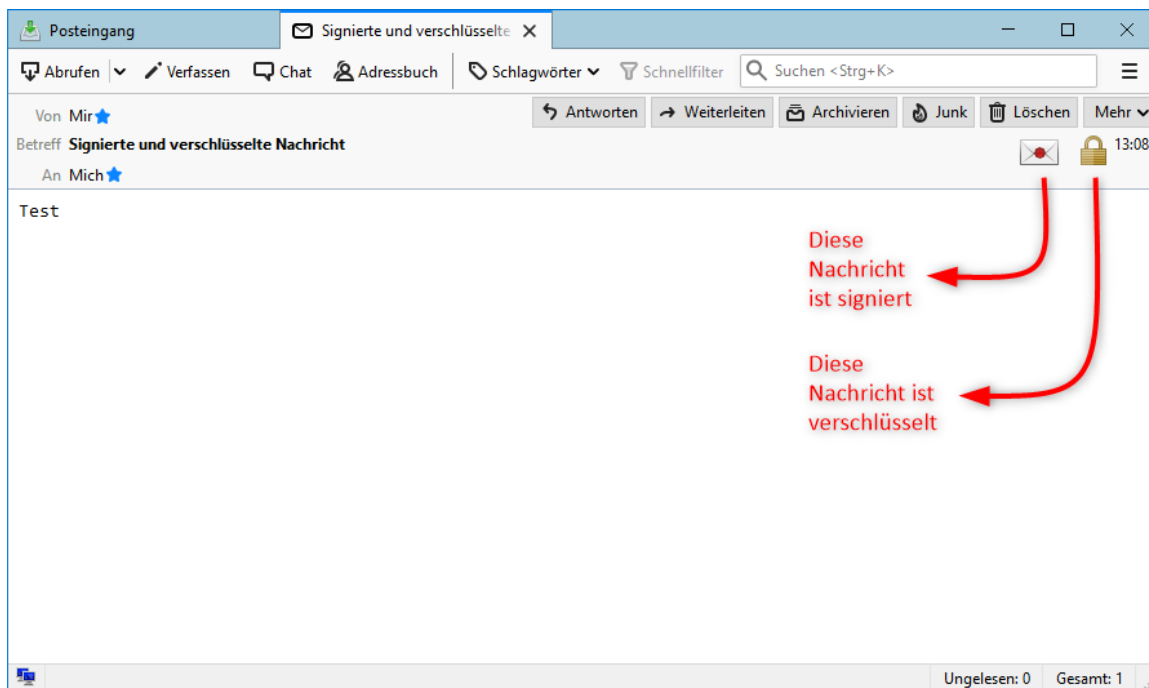 Posteingang
Signierte und verschlüsselte
Abrufen Verfassen Chat Adressbuch Schlagwörter Schnellfilter Suchen <Strg+K>
Von Mir
Antworten Weiterleiten Archivieren Junk Löschen Mehr
Betreff Signierte und verschlüsselte Nachricht
13:08
An Mich
Test
Diese
Nachricht
ist signiert
Diese
Nachricht ist
verschlüsselt
Ungelesen: 0 Gesamt: 1